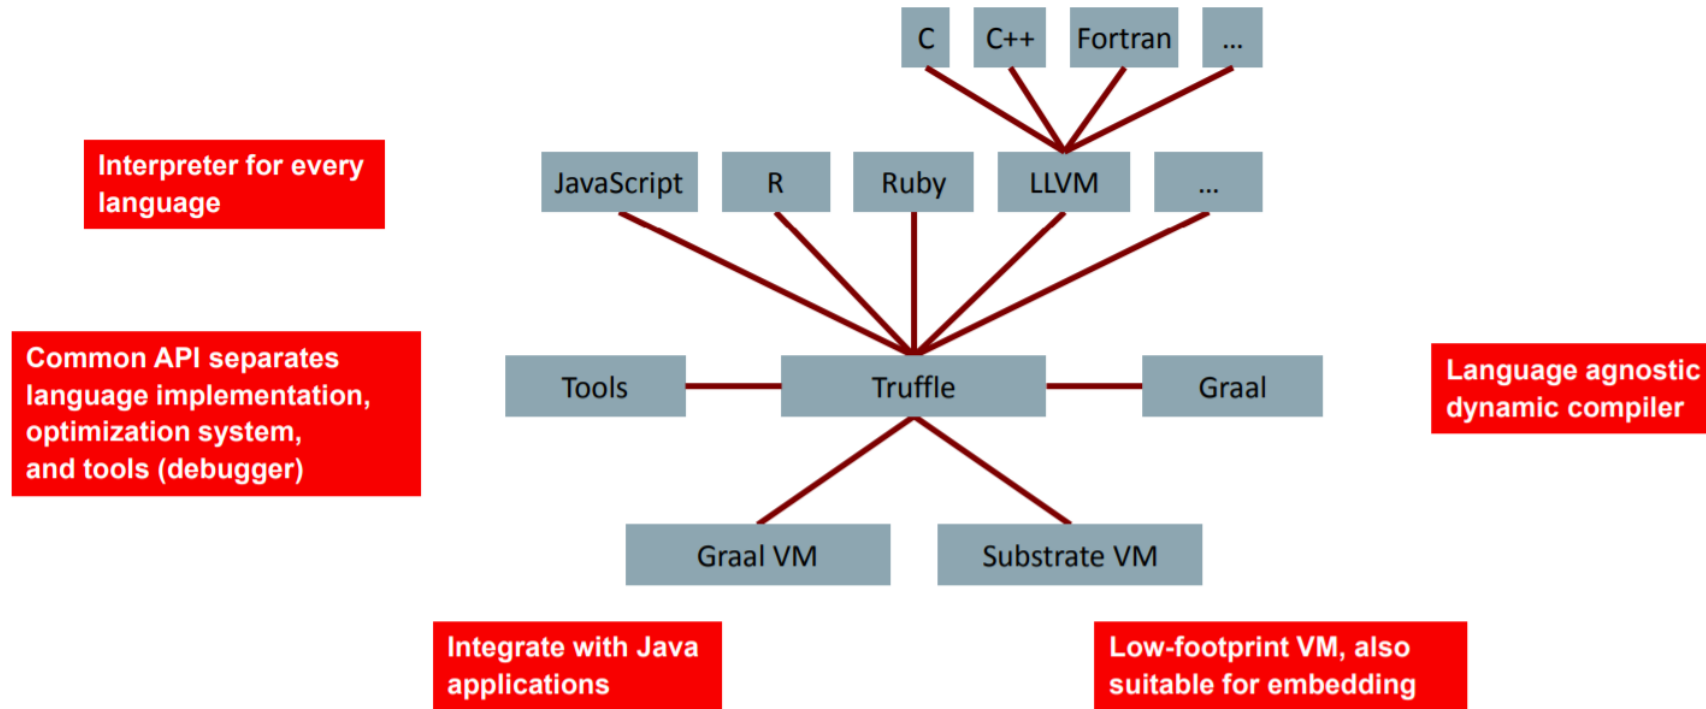 C
C++
Fortran
...
Interpreter for every
language
JavaScript
R
Ruby
LLVM
...
Common API separates
language implementation,
optimization system,
and tools (debugger)
Tools
Truffle
Graal
Language agnostic
dynamic compiler
Graal VM
Substrate VM
Integrate with Java
applications
Low-footprint VM, also
suitable for embedding